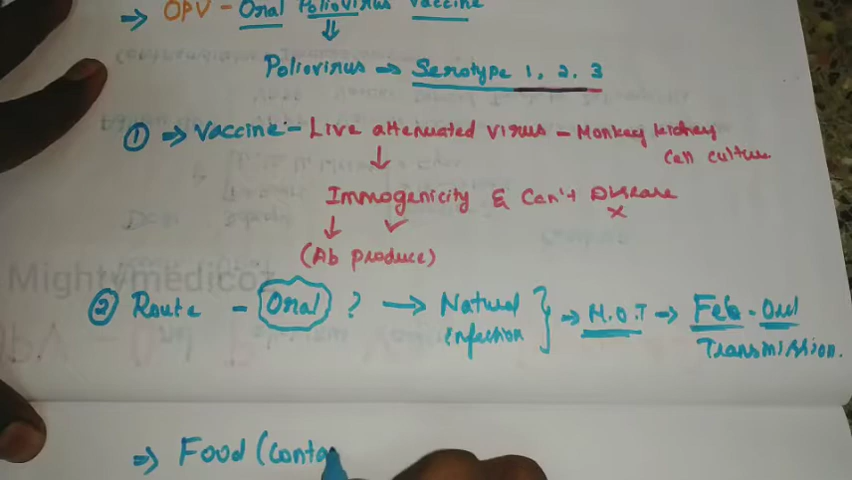 ⇒ OPV - Oral Poliovirus Vaccine
⇓
Poliovirus ⇒ Serotype 1, 2, 3
① ⇒ Vaccine - Live attenuated virus - Monkey kidney
Cell culture
↓
Immogenicity & Can't Disease
↓ ✓ x
(Ab produce)
Mightymedicoz
② Route - Oral ? → Natural infection } ⇒ M.O.T ⇒ Feco - Oral
Transmission.
⇒ Food (conta